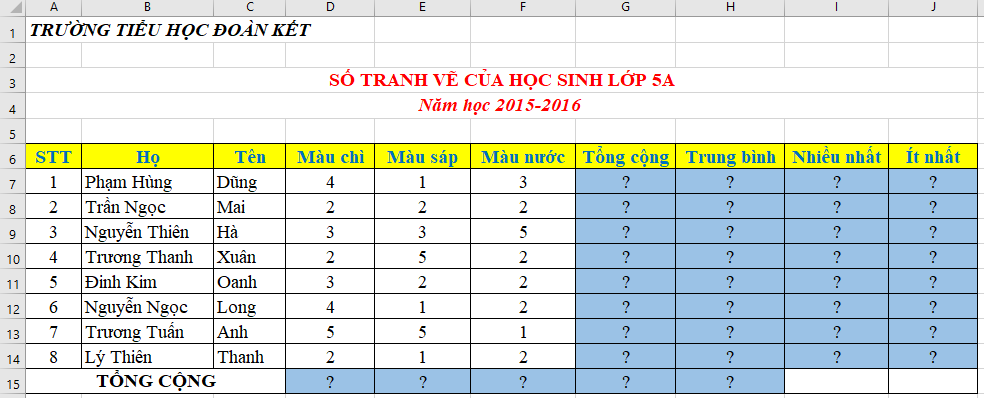 A B C D E F G H I J
1 TRƯỜNG TIỂU HỌC ĐOÀN KẾT
2
3 SỐ TRANH VẼ CỦA HỌC SINH LỚP 5A
4 Năm học 2015-2016
5
6 STT Họ Tên Màu chì Màu sáp Màu nước Tổng cộng Trung bình Nhiều nhất Ít nhất
7 1 Phạm Hùng Dũng 4 1 3 ? ? ? ?
8 2 Trần Ngọc Mai 2 2 2 ? ? ? ?
9 3 Nguyễn Thiên Hà 3 3 5 ? ? ? ?
10 4 Trương Thanh Xuân 2 5 2 ? ? ? ?
11 5 Đinh Kim Oanh 3 2 2 ? ? ? ?
12 6 Nguyễn Ngọc Long 4 1 2 ? ? ? ?
13 7 Trương Tuấn Anh 5 5 1 ? ? ? ?
14 8 Lý Thiên Thanh 2 1 2 ? ? ? ?
15 TỔNG CỘNG ? ? ? ? ?